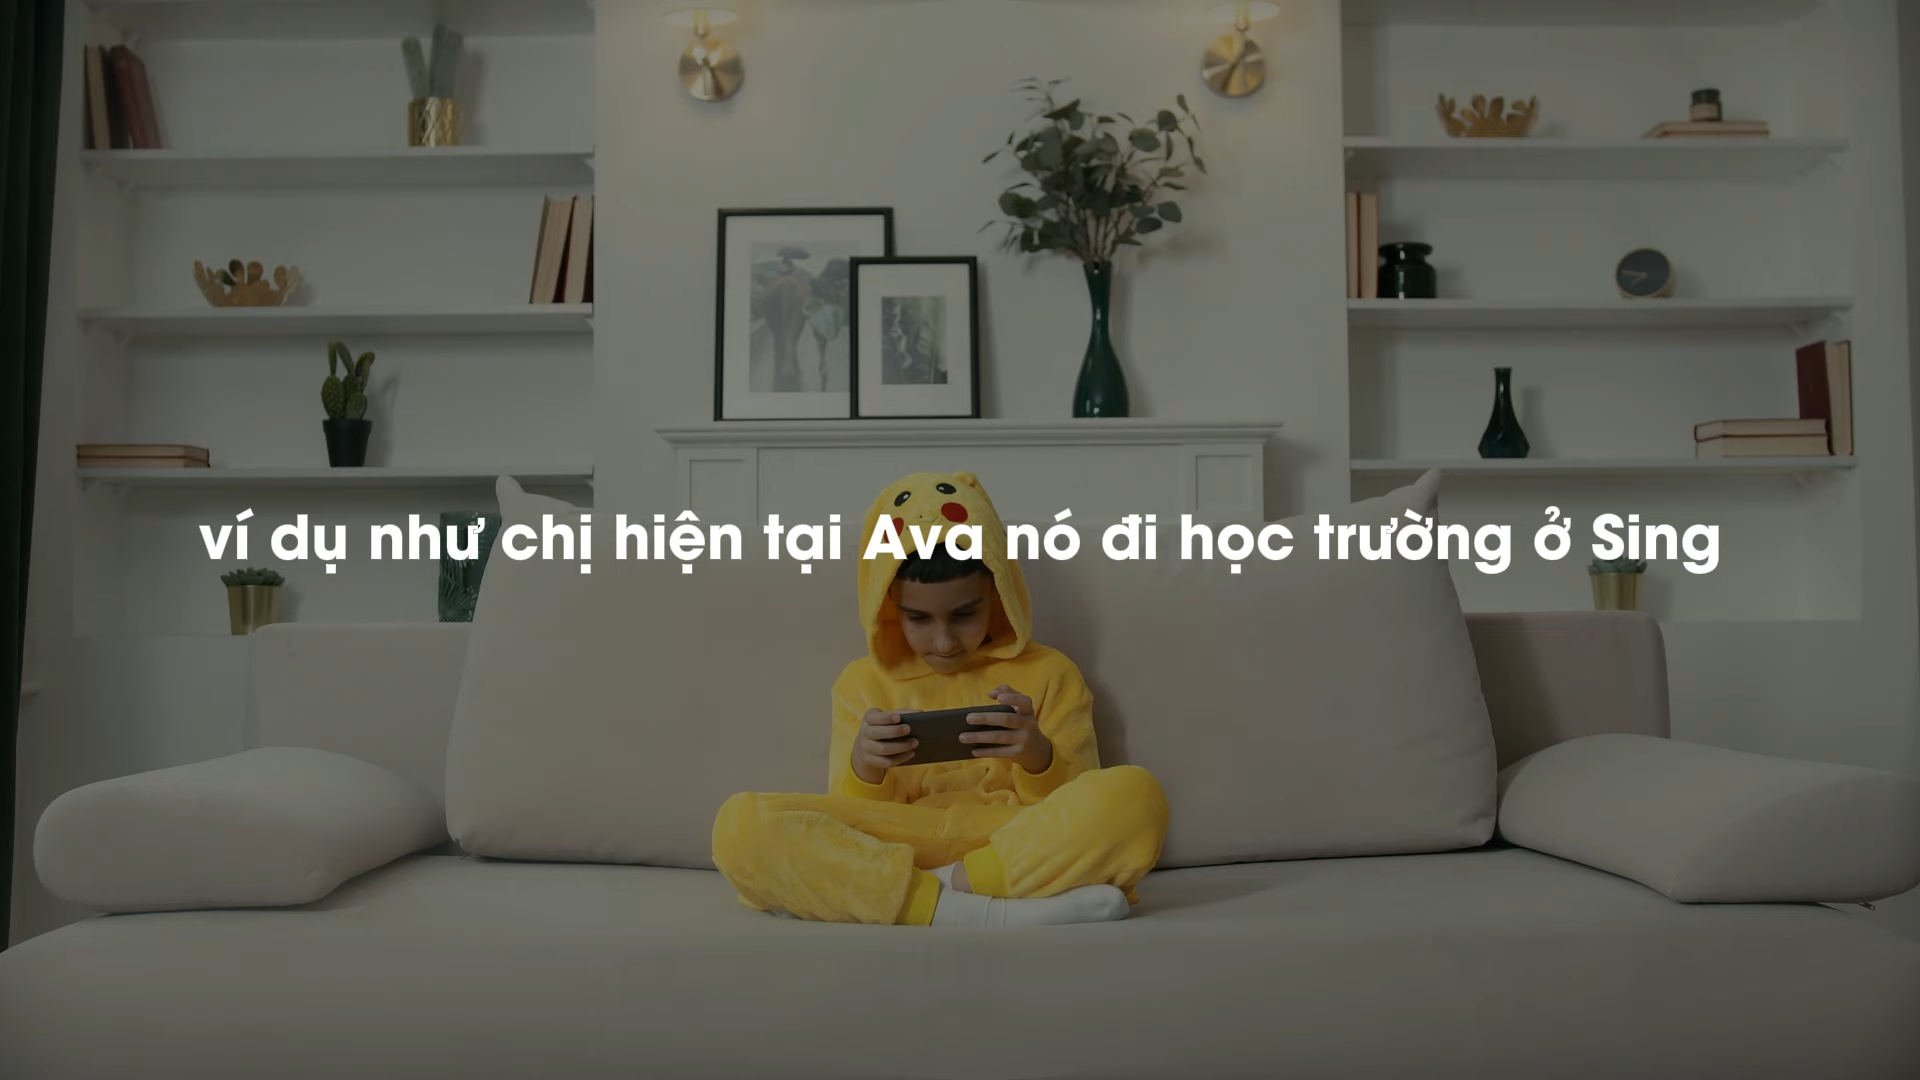 ví dụ như chị hiện tại Ava nó đi học trường ở Sing